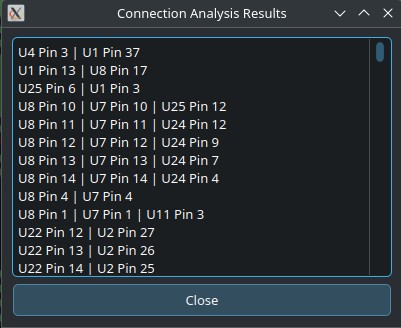 Connection Analysis Results
U4 Pin 3 | U1 Pin 37
U1 Pin 13 | U8 Pin 17
U25 Pin 6 | U1 Pin 3
U8 Pin 10 | U7 Pin 10 | U25 Pin 12
U8 Pin 11 | U7 Pin 11 | U24 Pin 12
U8 Pin 12 | U7 Pin 12 | U24 Pin 9
U8 Pin 13 | U7 Pin 13 | U24 Pin 7
U8 Pin 14 | U7 Pin 14 | U24 Pin 4
U8 Pin 4 | U7 Pin 4
U8 Pin 1 | U7 Pin 1 | U11 Pin 3
U22 Pin 12 | U2 Pin 27
U22 Pin 13 | U2 Pin 26
U22 Pin 14 | U2 Pin 25
Close